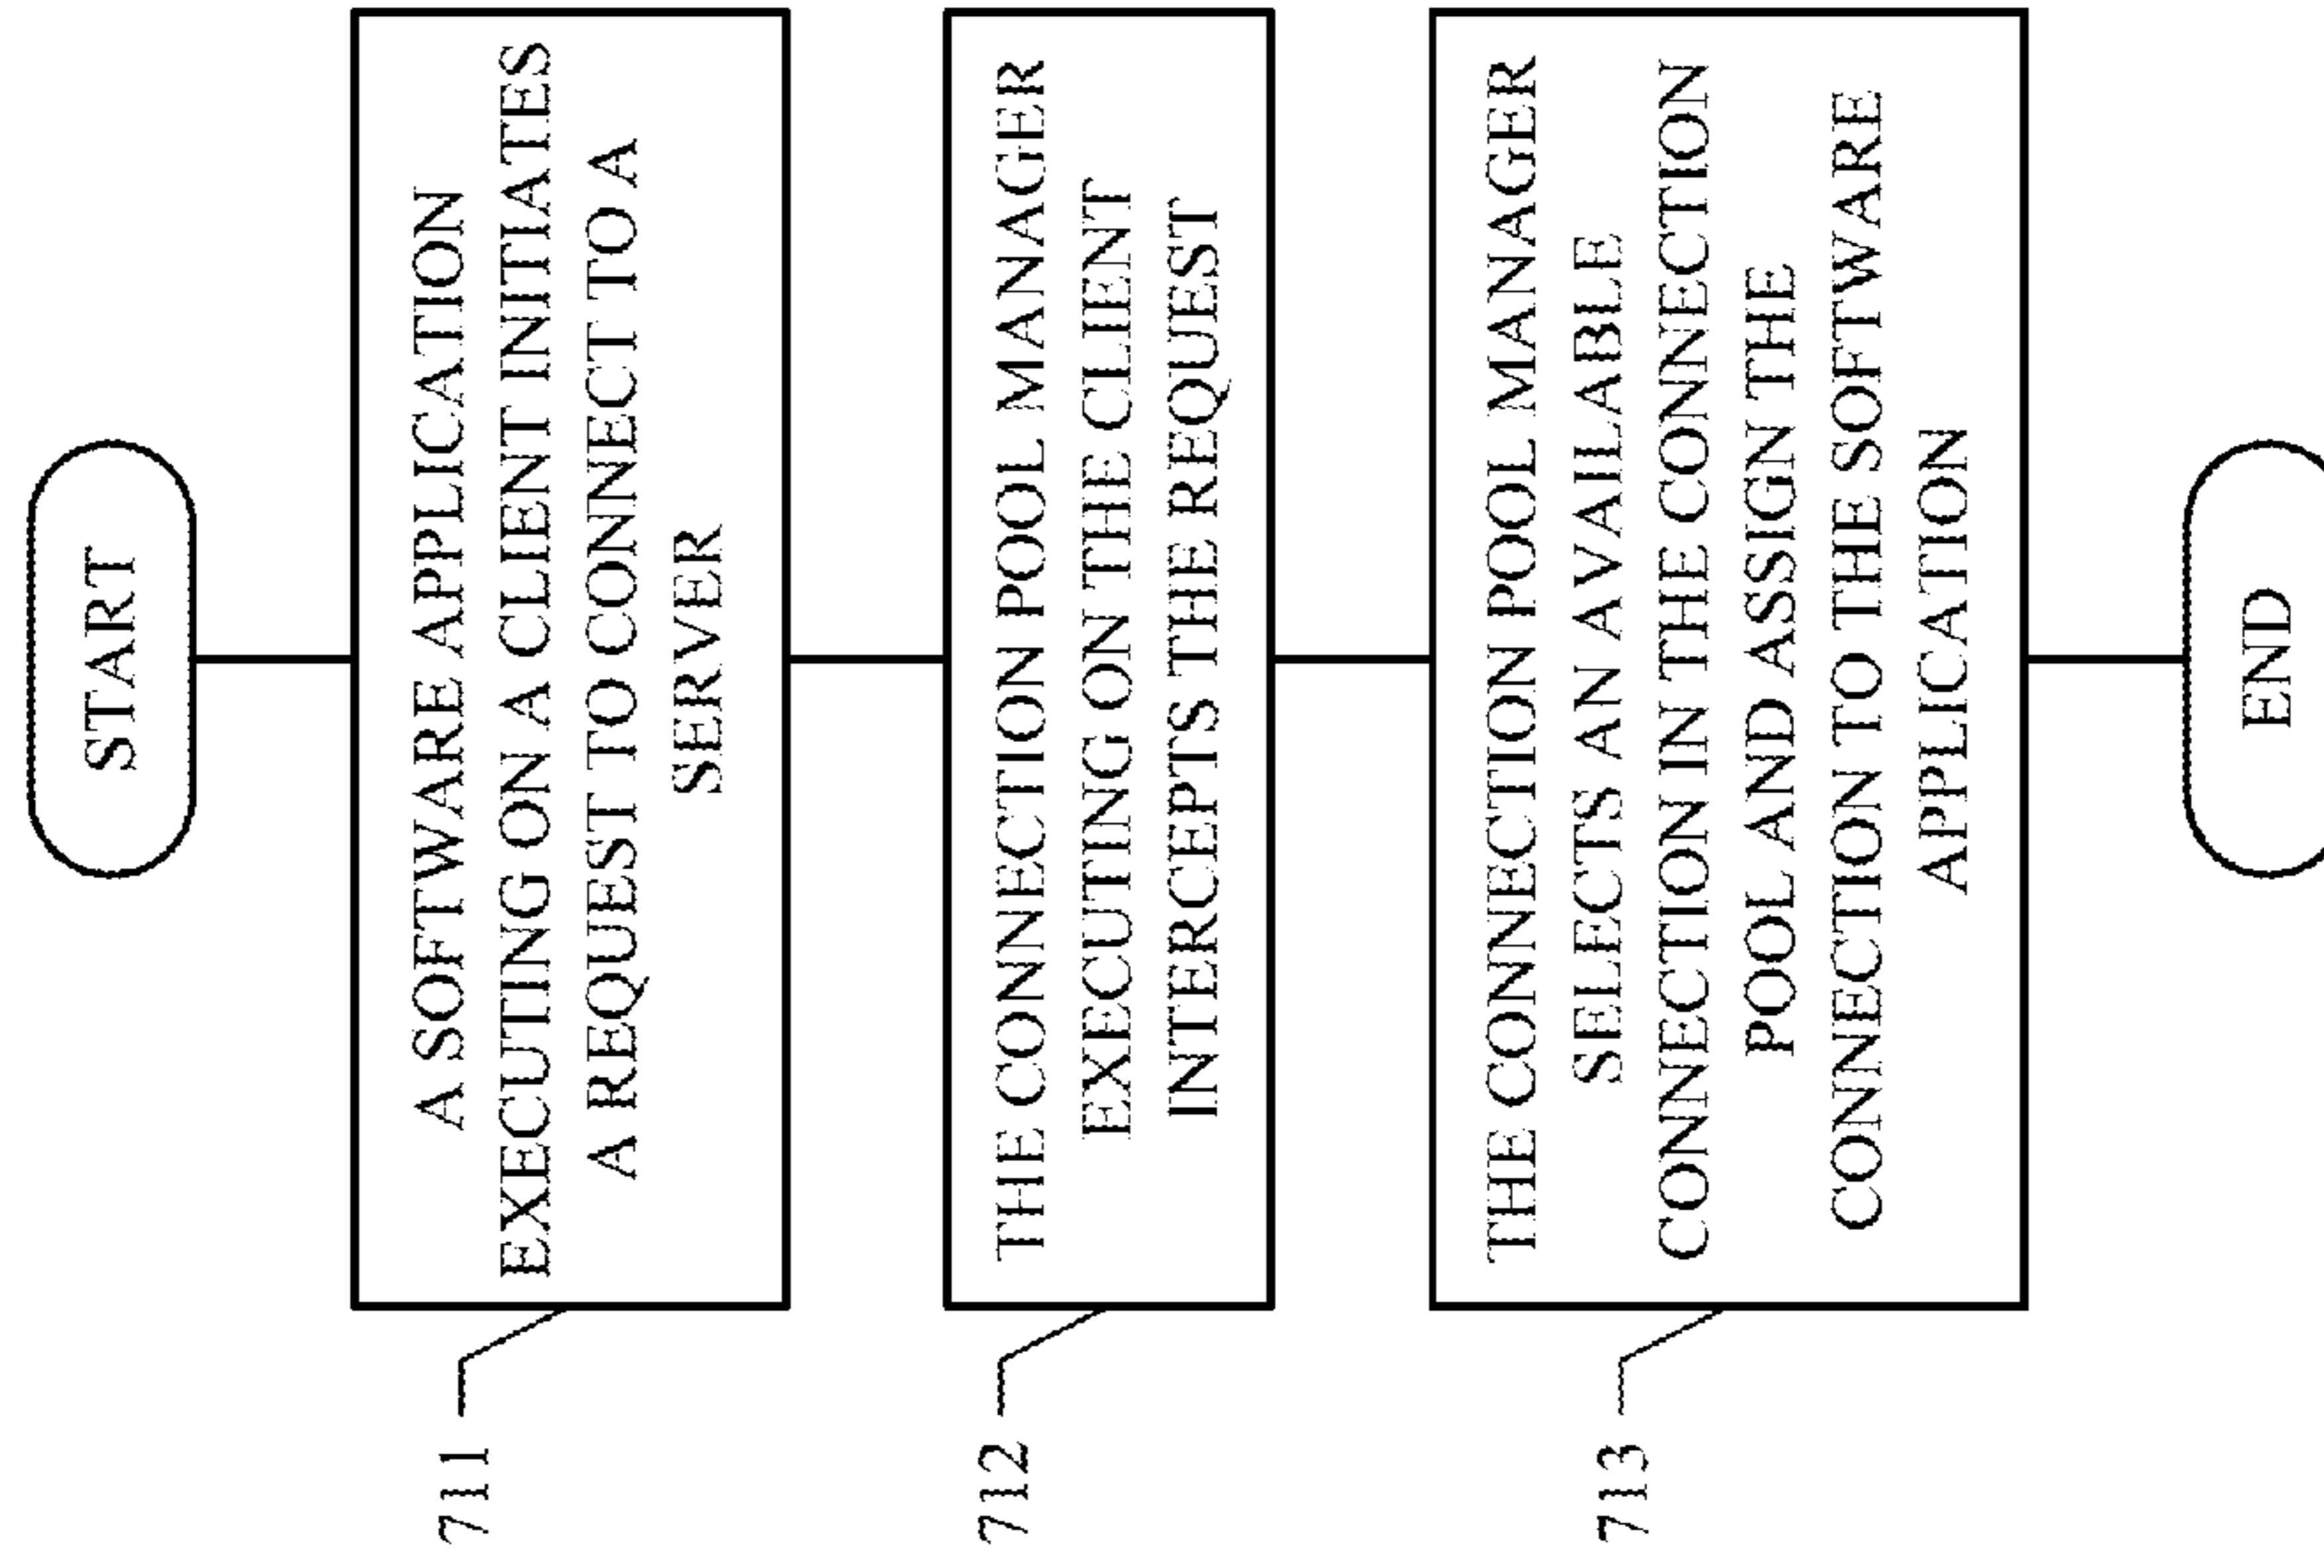 START
711
A SOFTWARE APPLICATION
EXECUTING ON A CLIENT INITIATES
A REQUEST TO CONNECT TO A
SERVER
712
THE CONNECTION POOL MANAGER
EXECUTING ON THE CLIENT
INTERCEPTS THE REQUEST
713
THE CONNECTION POOL MANAGER
SELECTS AN AVAILABLE
CONNECTION IN THE CONNECTION
POOL AND ASSIGN THE
CONNECTION TO THE SOFTWARE
APPLICATION
END